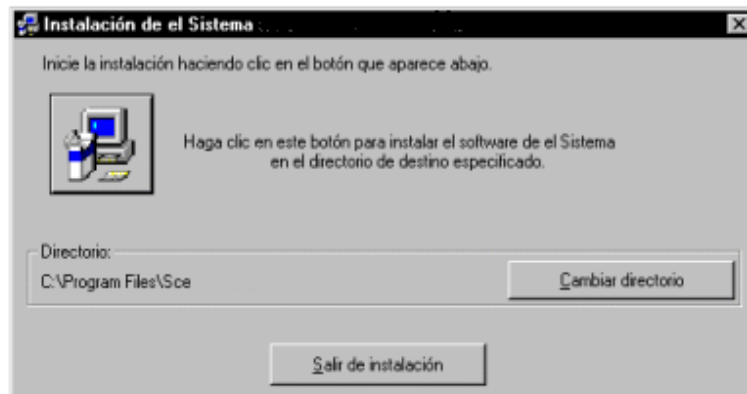 Instalación de el Sistema
Inicie la instalación haciendo clic en el botón que aparece abajo.
Haga clic en este botón para instalar el software de el Sistema
en el directorio de destino especificado.
Directorio:
C:\Program Files\Sce
Cambiar directorio
Salir de instalación